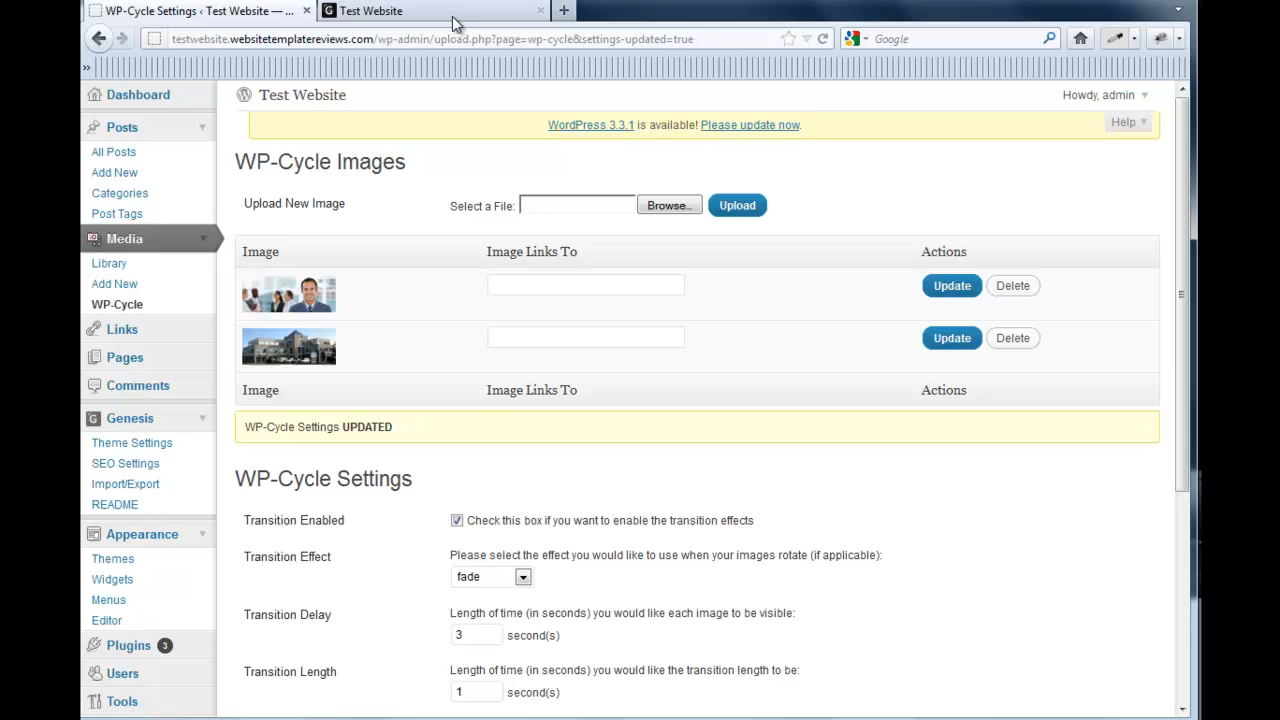 WP-Cycle Settings ‹ Test Website — ...
Test Website
testwebsite.websitetemplatereviews.com/wp-admin/upload.php?page=wp-cycle&settings-updated=true
Google
»
Dashboard
Posts
All Posts
Add New
Categories
Post Tags
Media
Library
Add New
WP-Cycle
Links
Pages
Comments
G Genesis
Theme Settings
SEO Settings
Import/Export
README
Appearance
Themes
Widgets
Menus
Editor
Plugins 3
Users
Tools
Test Website
Howdy, admin
WordPress 3.3.1 is available! Please update now.
Help
WP-Cycle Images
Upload New Image
Select a File:
Browse...
Upload
Image
Image Links To
Actions
Update
Delete
Update
Delete
Image
Image Links To
Actions
WP-Cycle Settings UPDATED
WP-Cycle Settings
Transition Enabled
Check this box if you want to enable the transition effects
Transition Effect
Please select the effect you would like to use when your images rotate (if applicable):
fade
Transition Delay
Length of time (in seconds) you would like each image to be visible:
3 second(s)
Transition Length
Length of time (in seconds) you would like the transition length to be:
1 second(s)